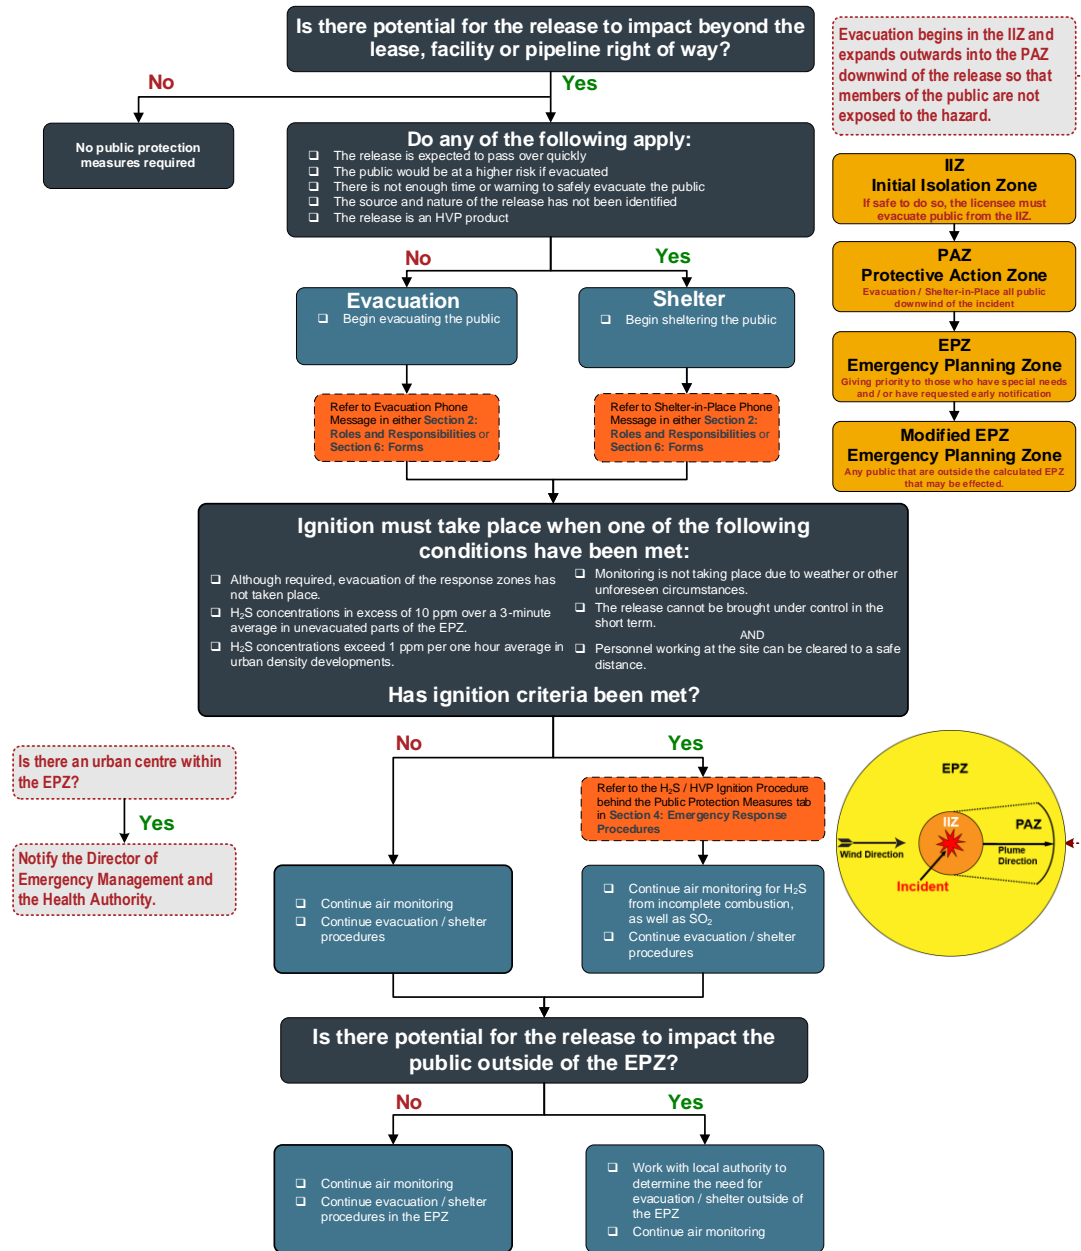 Is there potential for the release to impact beyond the
lease, facility or pipeline right of way?
No
Yes
No public protection
measures required
Do any of the following apply:
The release is expected to pass over quickly
The public would be at a higher risk if evacuated
There is not enough time or warning to safely evacuate the public
The source and nature of the release has not been identified
The release is an HVP product
No
Yes
Evacuation
Begin evacuating the public
Shelter
Begin sheltering the public
Refer to Evacuation Phone
Message in either Section 2:
Roles and Responsibilities or
Section 6: Forms
Refer to Shelter-in-Place Phone
Message in either Section 2:
Roles and Responsibilities or
Section 6: Forms
Evacuation begins in the IIZ and
expands outwards into the PAZ
downwind of the release so that
members of the public are not
exposed to the hazard.
IIZ
Initial Isolation Zone
If safe to do so, the licensee must
evacuate public from the IIZ.
PAZ
Protective Action Zone
Evacuation / Shelter-in-Place all public
downwind of the incident
EPZ
Emergency Planning Zone
Giving priority to those who have special needs
and / or have requested early notification
Modified EPZ
Emergency Planning Zone
Any public that are outside the calculated EPZ
that may be effected.
Ignition must take place when one of the following
conditions have been met:
Although required, evacuation of the response zones has
not taken place.
H₂S concentrations in excess of 10 ppm over a 3-minute
average in unevacuated parts of the EPZ.
H₂S concentrations exceed 1 ppm per one hour average in
urban density developments.
Monitoring is not taking place due to weather or other
unforeseen circumstances.
The release cannot be brought under control in the
short term.
AND
Personnel working at the site can be cleared to a safe
distance.
Has ignition criteria been met?
No
Yes
Is there an urban centre within
the EPZ?
Yes
Notify the Director of
Emergency Management and
the Health Authority.
Refer to the H₂S / HVP Ignition Procedure
behind the Public Protection Measures tab
in Section 4: Emergency Response
Procedures
Continue air monitoring
Continue evacuation / shelter
procedures
Continue air monitoring for H₂S
from incomplete combustion,
as well as SO₂
Continue evacuation / shelter
procedures
EPZ
IIZ
PAZ
Wind Direction
Plume
Direction
Incident
Is there potential for the release to impact the
public outside of the EPZ?
No
Yes
Continue air monitoring
Continue evacuation / shelter
procedures in the EPZ
Work with local authority to
determine the need for
evacuation / shelter outside of
the EPZ
Continue air monitoring